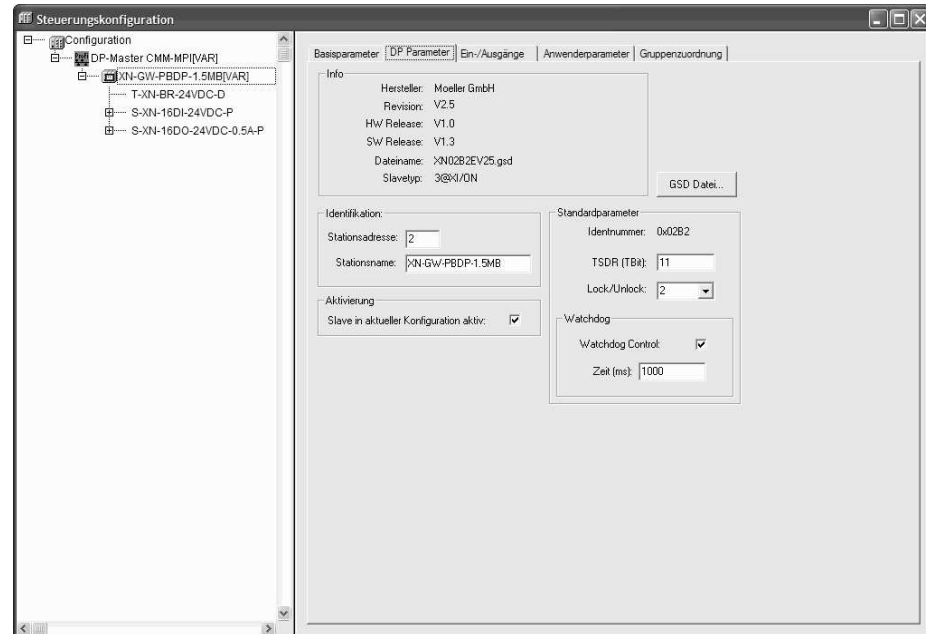 Steuerungskonfiguration
Configuration
DP-Master CMM-MPI[VAR]
XN-GW-PBDP-1.5MB[VAR]
T-XN-BR-24VDC-D
S-XN-16DI-24VDC-P
S-XN-16DO-24VDC-0.5A-P
Basisparameter DP Parameter Ein-/Ausgänge Anwenderparameter Gruppenzuordnung
Info
Hersteller: Moeller GmbH
Revision: V2.5
HW Release: V1.0
SW Release: V1.3
Dateiname: XN02B2EV25.gsd
Slavetyp: 3@XI/ON
GSD Datei...
Identifikation:
Stationsadresse: 2
Stationsname: XN-GW-PBDP-1.5MB
Aktivierung
Slave in aktueller Konfiguration aktiv:
Standardparameter
Identnummer: 0x02B2
TSDR (TBit): 11
Lock/Unlock: 2
Watchdog
Watchdog Control:
Zeit (ms): 1000